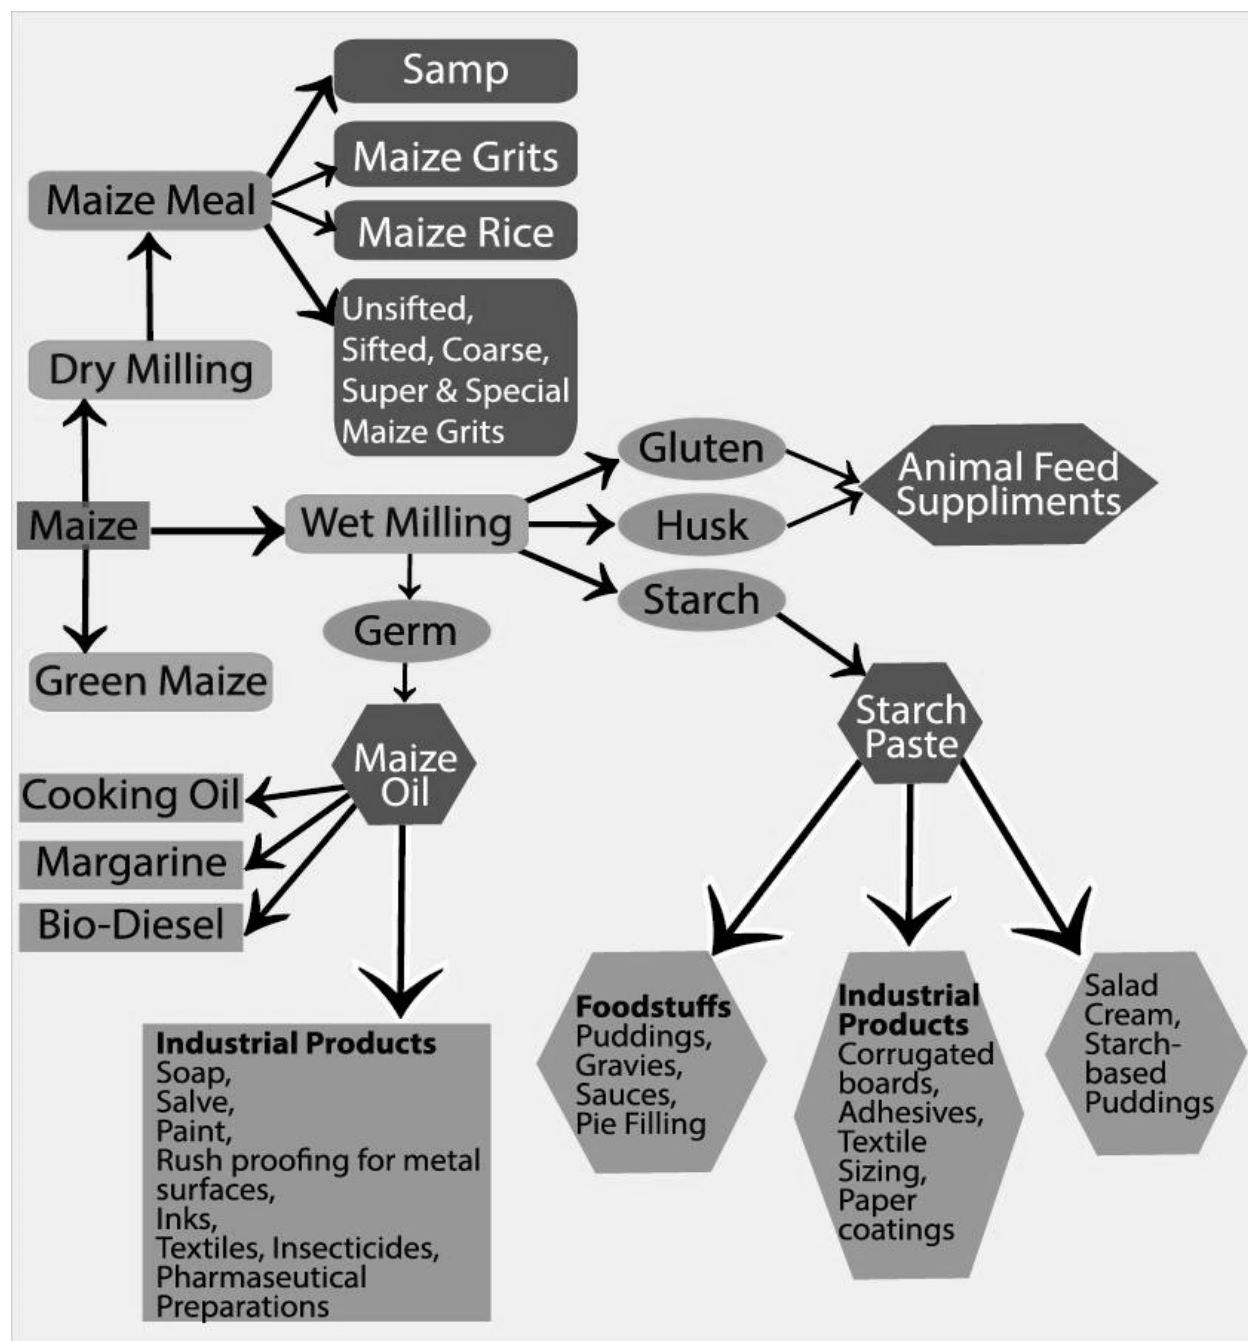 Samp
Maize Grits
Maize Rice
Unsifted,
Sifted, Coarse,
Super & Special
Maize Grits
Maize Meal
Dry Milling
Maize
Green Maize
Wet Milling
Gluten
Husk
Starch
Animal Feed
Suppliments
Germ
Maize
Oil
Cooking Oil
Margarine
Bio-Diesel
Industrial Products
Soap,
Salve,
Paint,
Rush proofing for metal
surfaces,
Inks,
Textiles, Insecticides,
Pharmaseutical
Preparations
Starch
Paste
Foodstuffs
Puddings,
Gravies,
Sauces,
Pie Filling
Industrial
Products
Corrugated
boards,
Adhesives,
Textile
Sizing,
Paper
coatings
Salad
Cream,
Starch-
based
Puddings